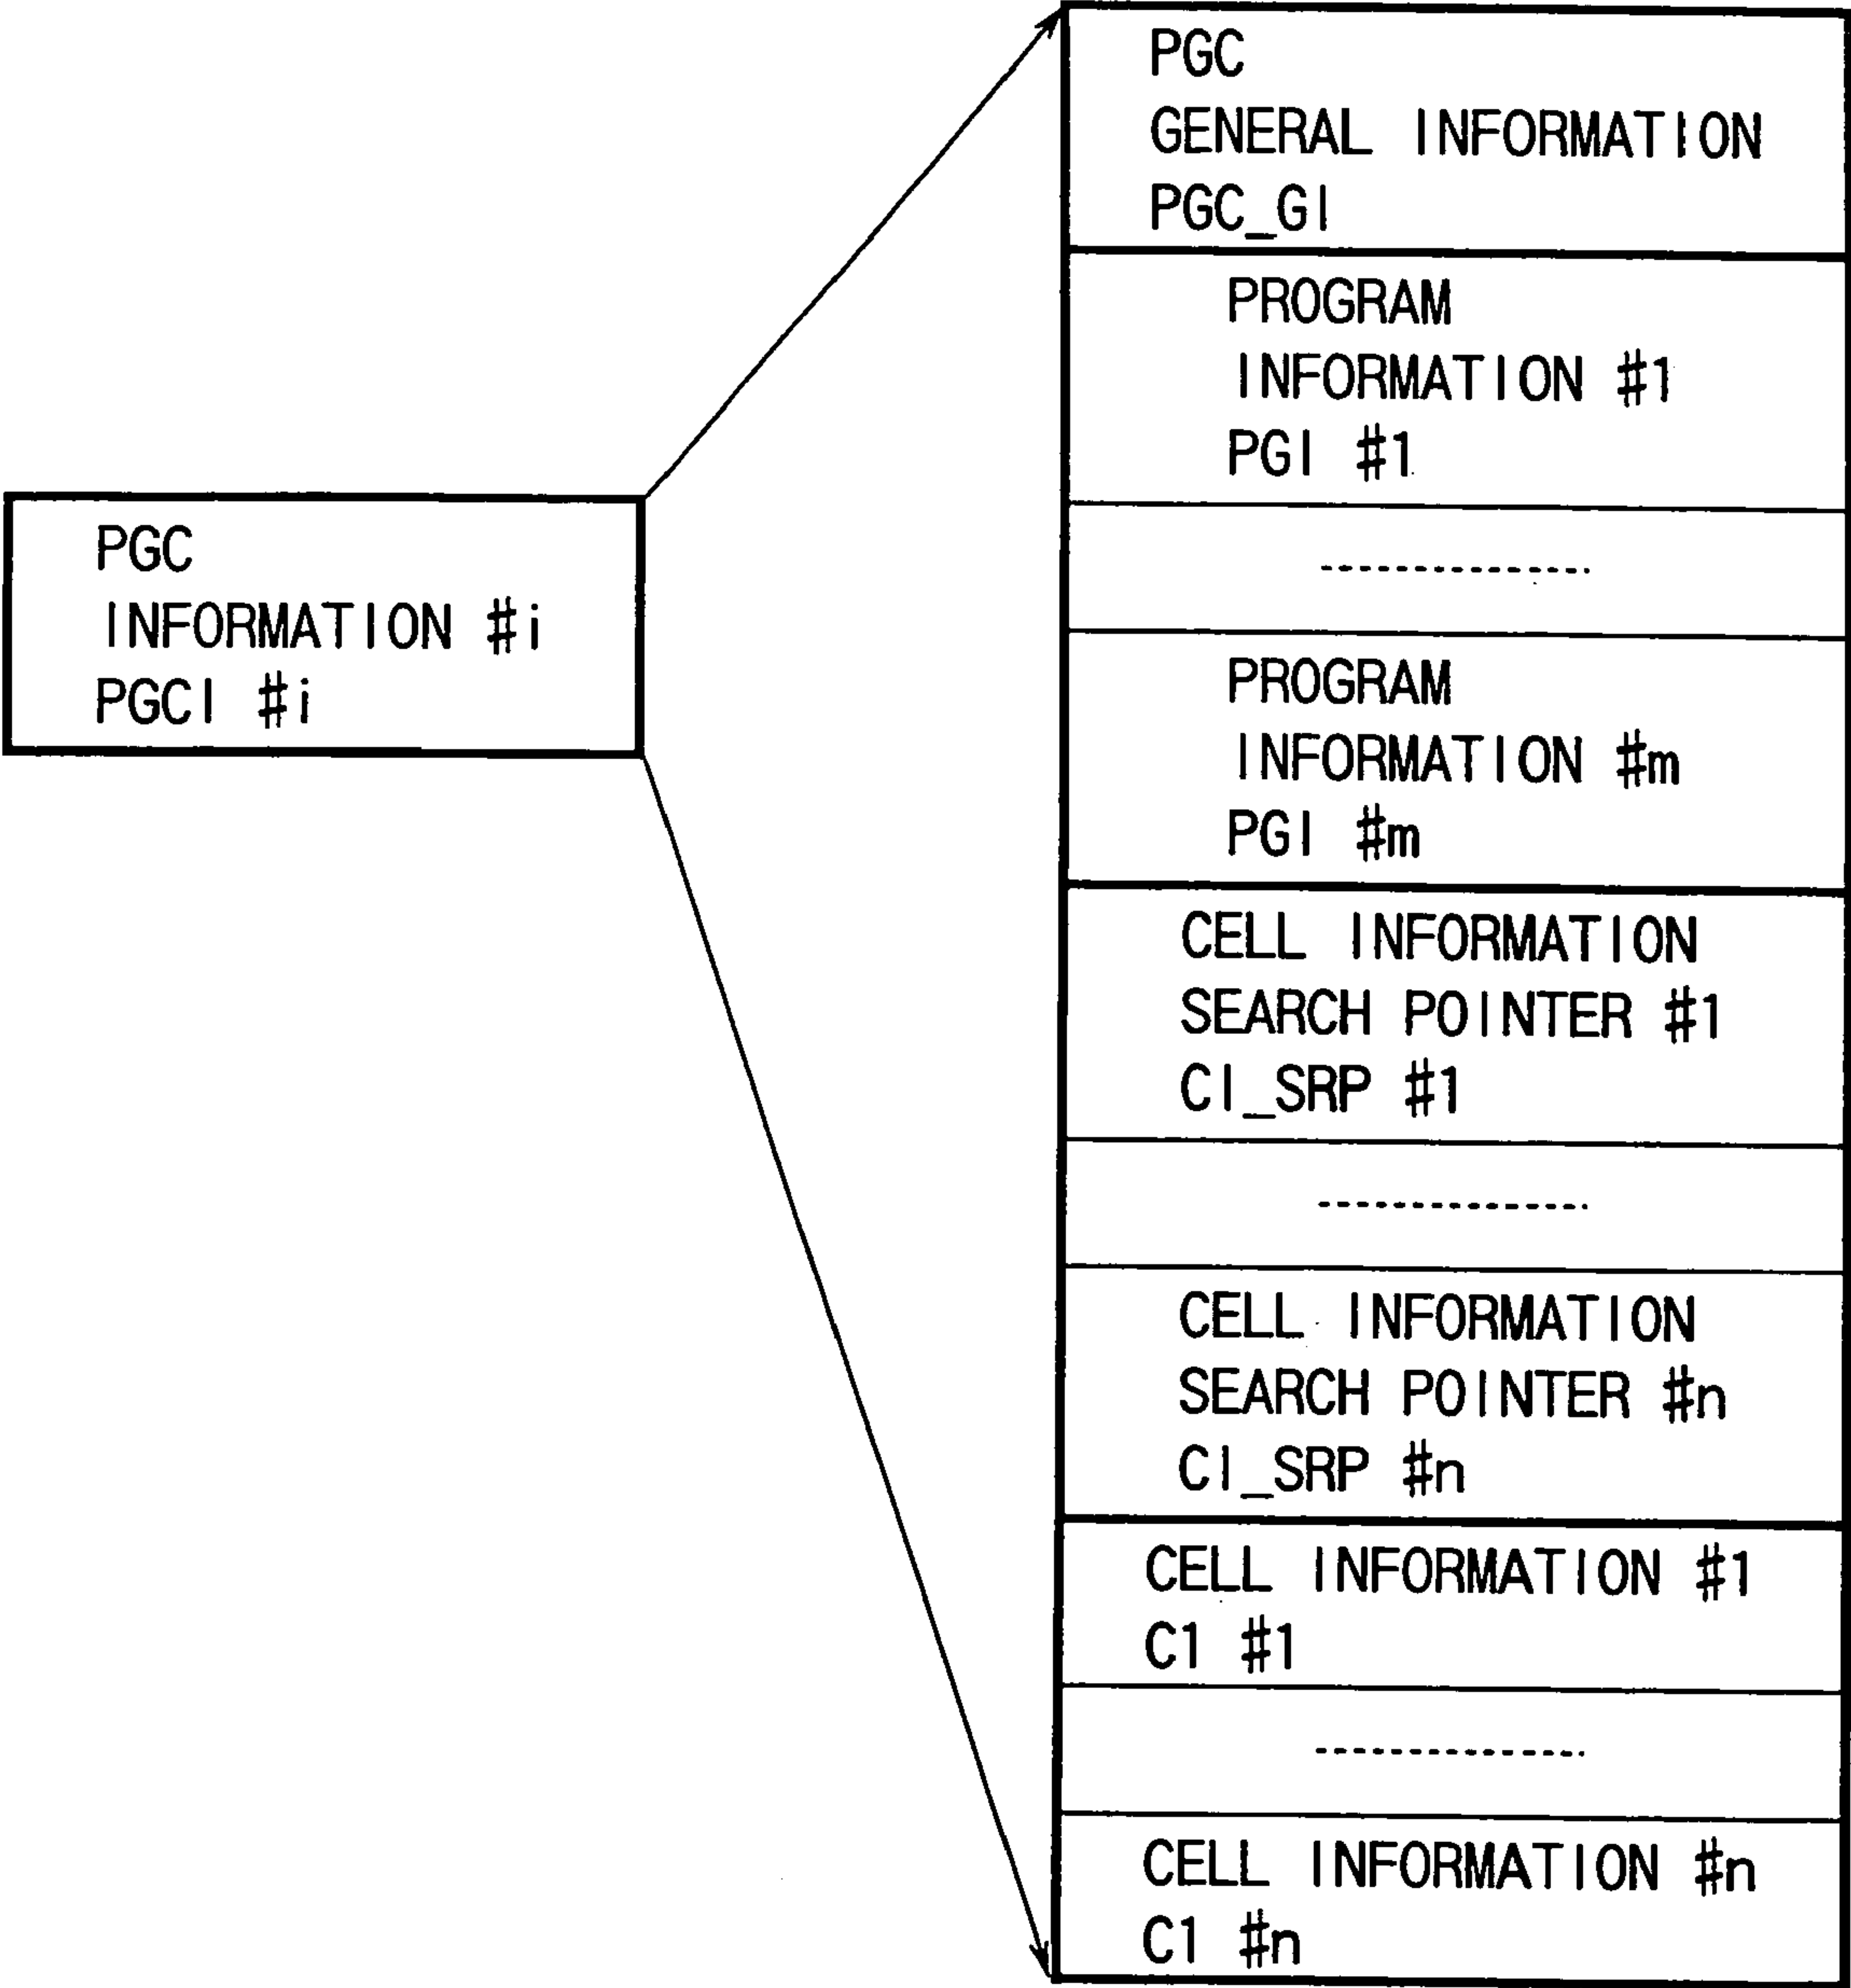 PGC
INFORMATION #i
PGCI #i
PGC
GENERAL INFORMATION
PGC_GI
PROGRAM
INFORMATION #1
PGI #1
PROGRAM
INFORMATION #m
PGI #m
CELL INFORMATION
SEARCH POINTER #1
CI_SRP #1
CELL INFORMATION
SEARCH POINTER #n
CI_SRP #n
CELL INFORMATION #1
C1 #1
CELL INFORMATION #n
C1 #n